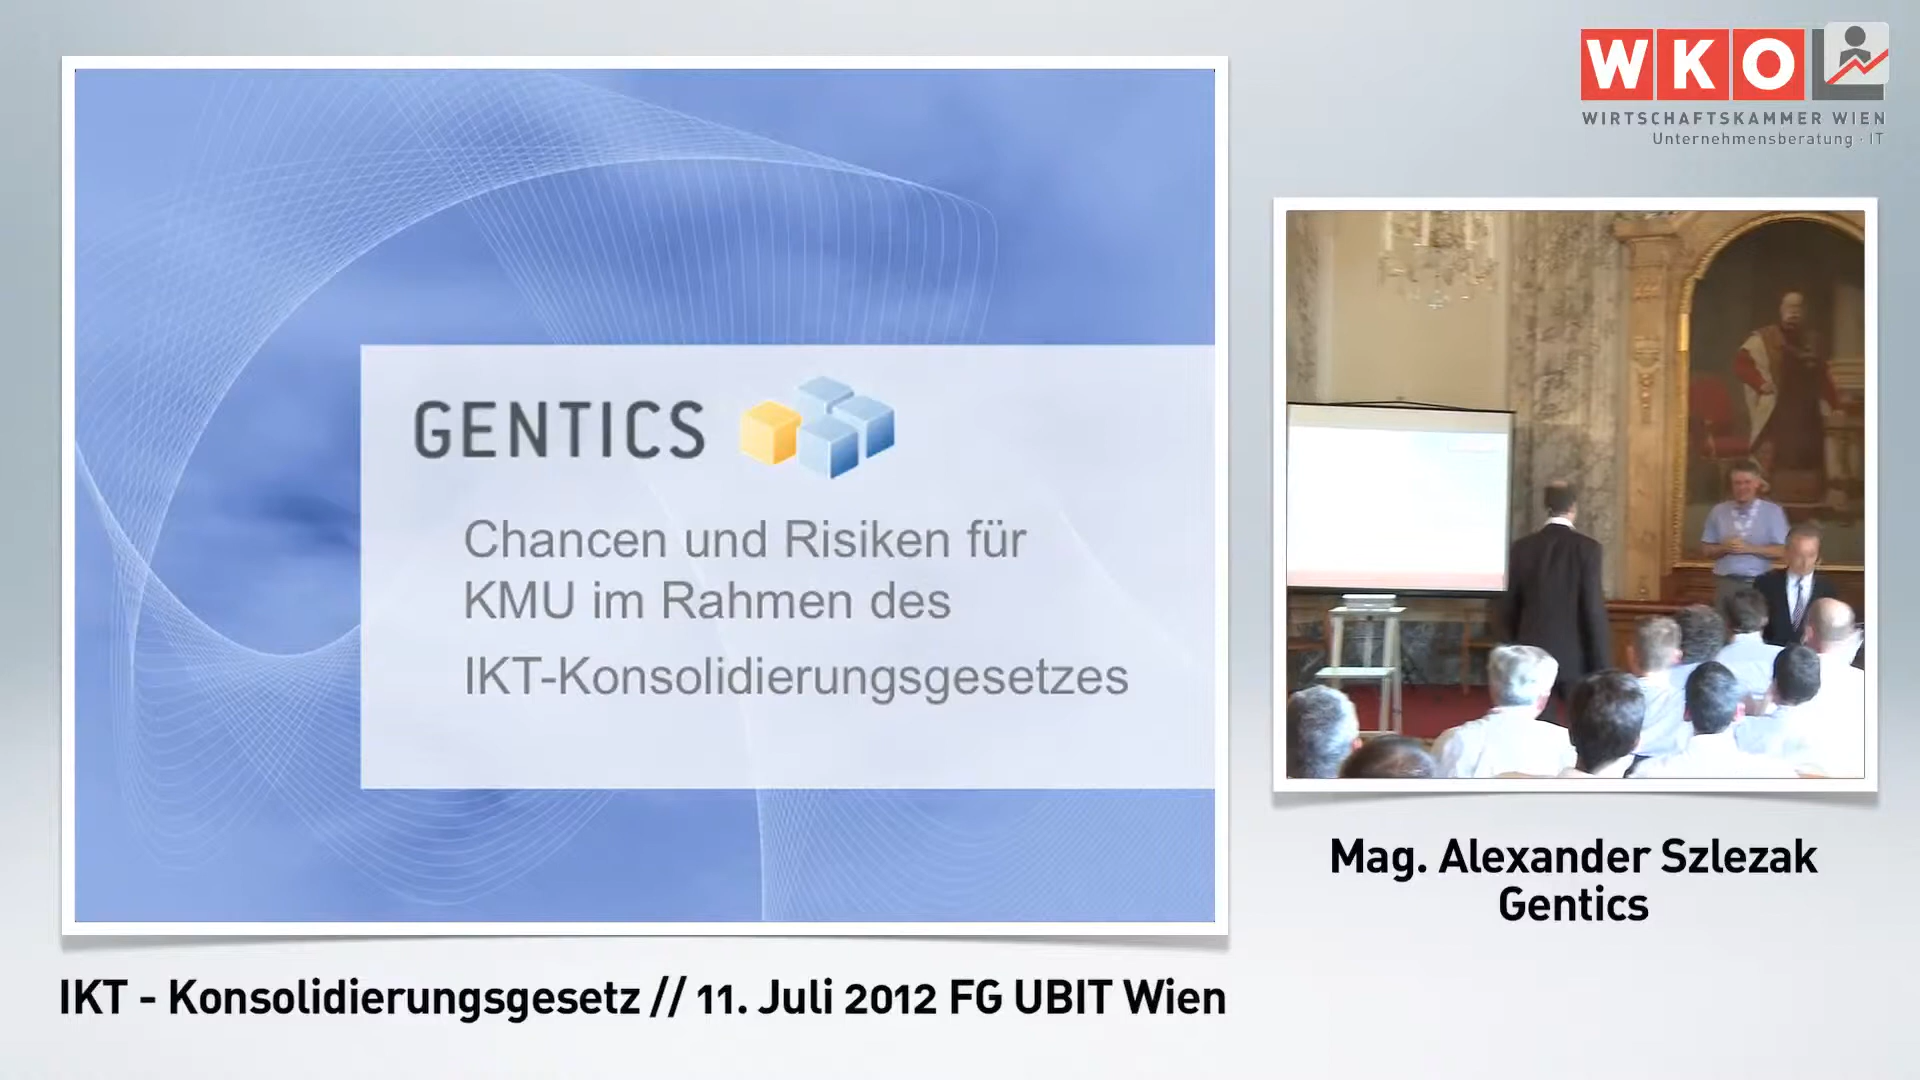 WKO
WIRTSCHAFTSKAMMER WIEN
Unternehmensberatung · IT
GENTICS
Chancen und Risiken für
KMU im Rahmen des
IKT-Konsolidierungsgesetzes
Mag. Alexander Szlezak
Gentics
IKT - Konsolidierungsgesetz // 11. Juli 2012 FG UBIT Wien